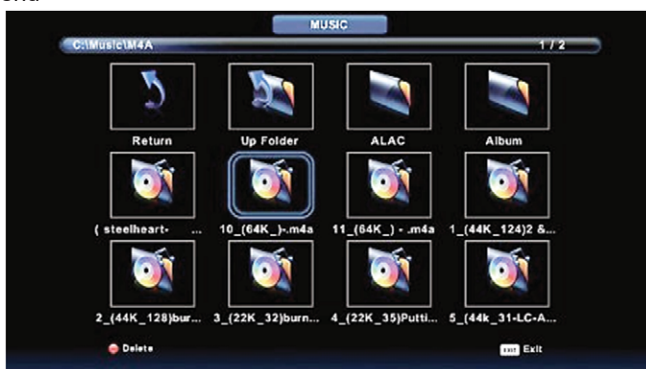 MUSIC
C:\Music\M4A 1 / 2
Return Up Folder ALAC Album
( steelheart- ... 10_(64K_)-.m4a 11_(64K_) - .m4a 1_(44K_124)2 &...
2_(44K_128)bur... 3_(22K_32)burn... 4_(22K_35)Putti... 5_(44k_31-LC-A...
Delete EXIT Exit